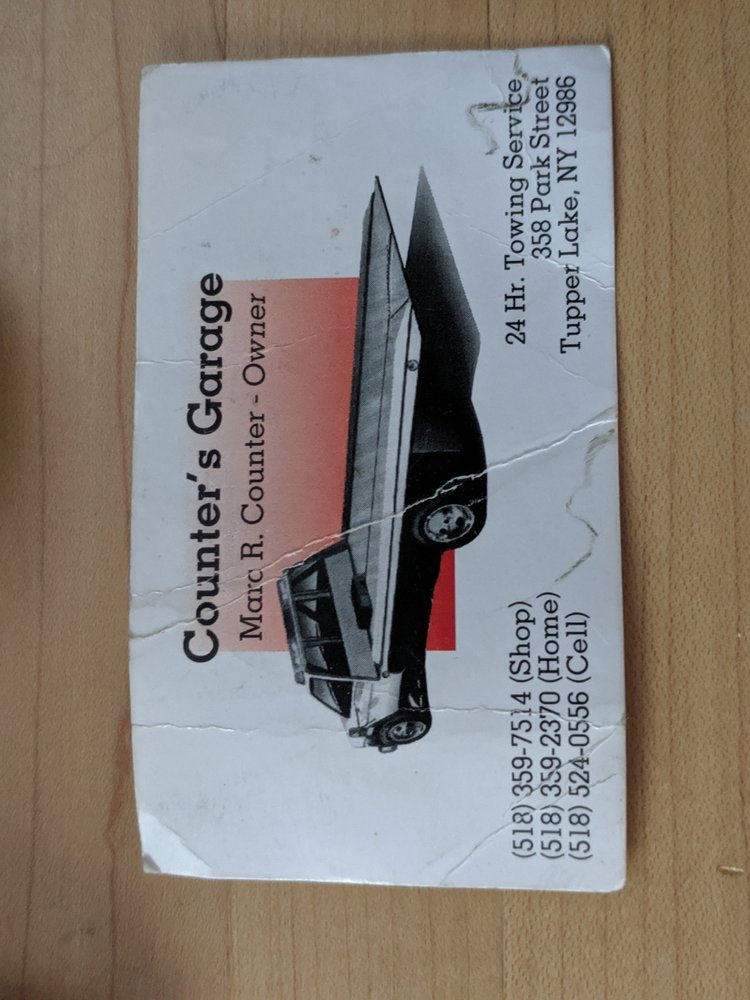 Counter's Garage
Marc R. Counter - Owner
(518) 359-7514 (Shop)
(518) 359-2370 (Home)
(518) 524-0556 (Cell)
24 Hr. Towing Service
358 Park Street
Tupper Lake, NY 12986